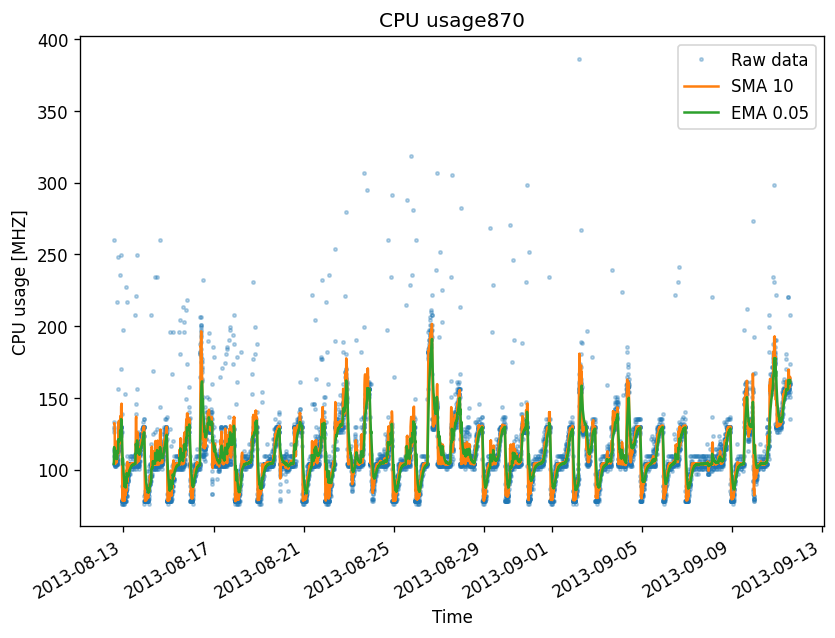 CPU usage870
400
350
300
250
200
150
100
CPU usage [MHZ]
Raw data
SMA 10
EMA 0.05
2013-08-13
2013-08-17
2013-08-21
2013-08-25
2013-08-29
2013-09-01
2013-09-05
2013-09-09
2013-09-13
Time